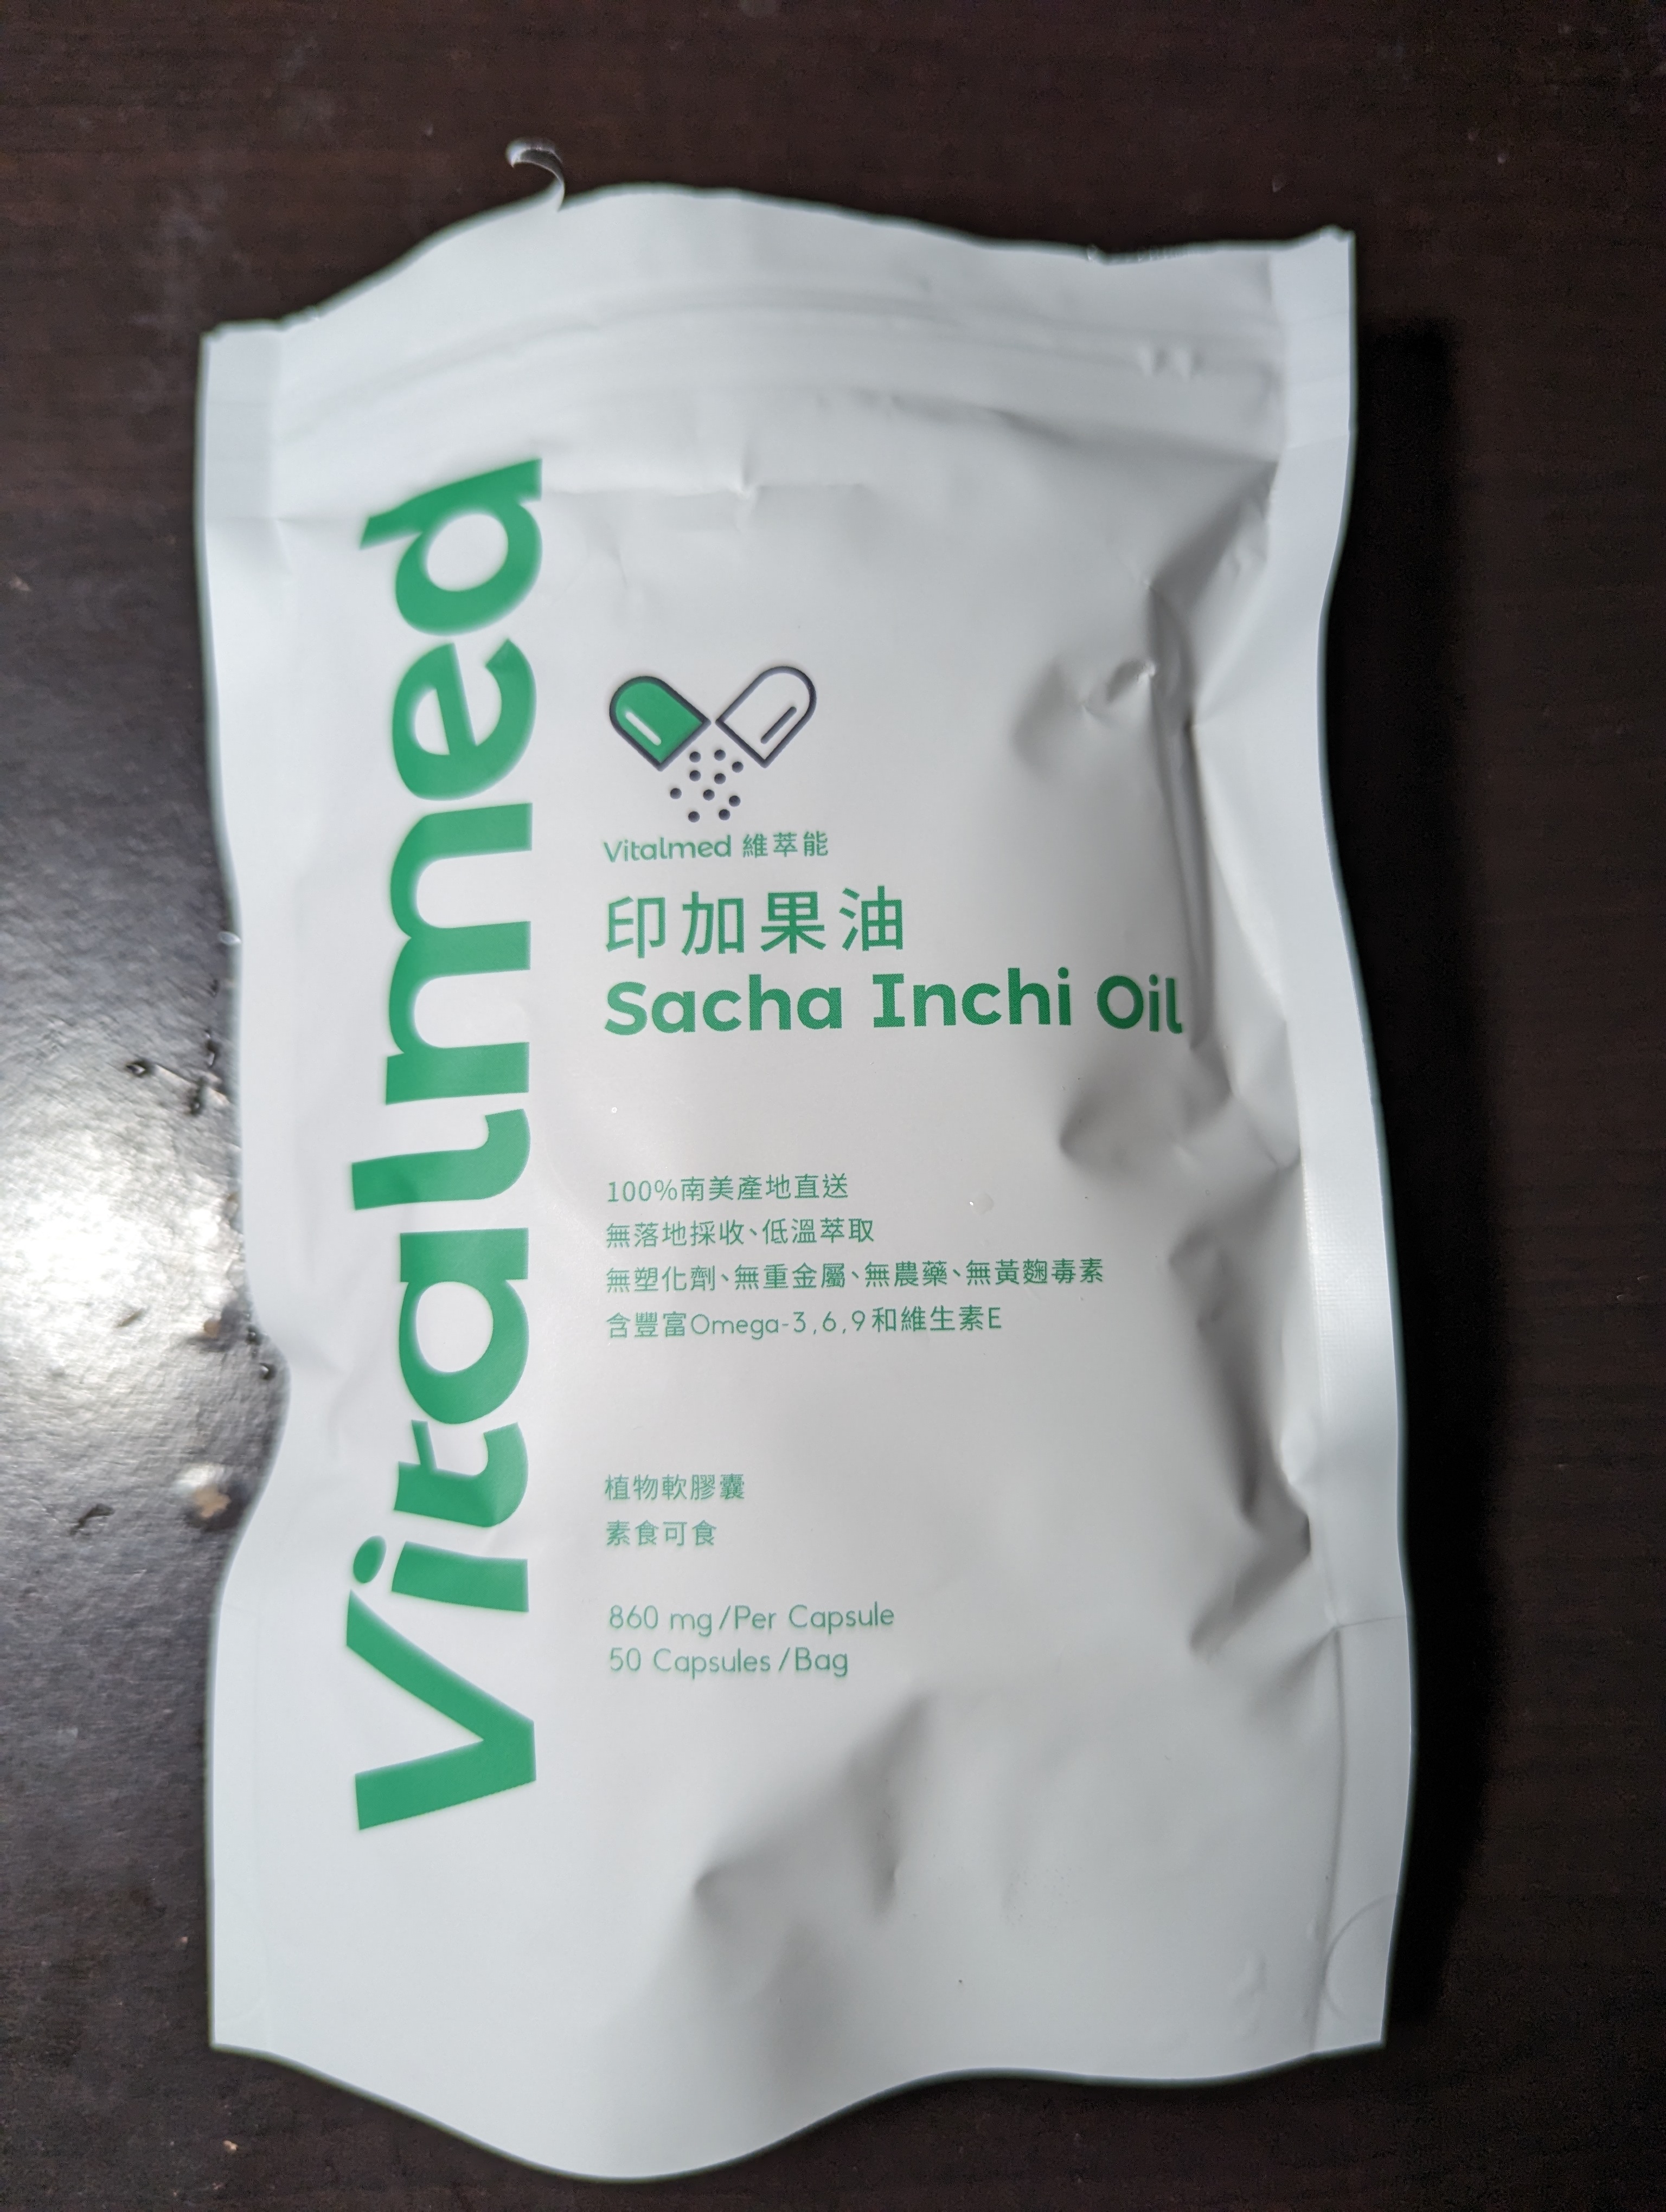 Vitalmed
Vitalmed 維萃能
印加果油
Sacha Inchi Oil
100%南美產地直送
無落地採收、低溫萃取
無塑化劑、無重金屬、無農藥、無黃麴毒素
含豐富Omega-3,6,9和維生素E
植物軟膠囊
素食可食
860 mg/Per Capsule
50 Capsules/Bag